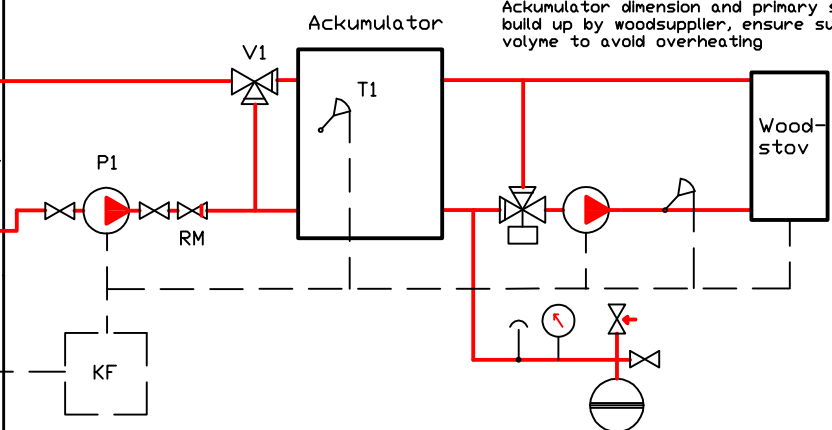 Ackumulator dimension and primary
build up by woodsupplier, ensure
volyme to avoid overheating
Ackumulator
V1
T1
Wood-
stov
P1
RM
KF